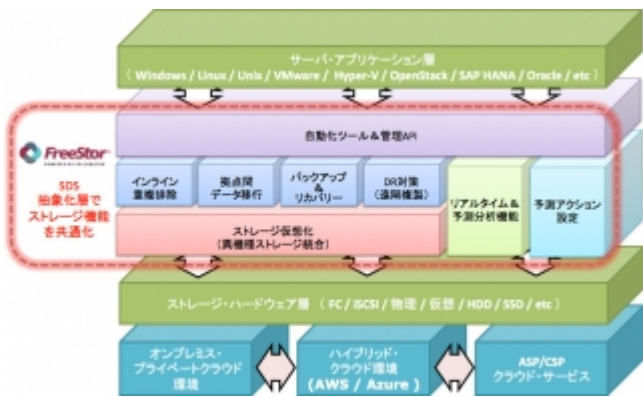 サーバ・アプリケーション層
( Windows / Linux / Unix / VMware / Hyper-V / OpenStack / SAP HANA / Oracle / etc )
自動化ツール&管理API
FreeStor
SDS
抽象化層で
ストレージ機能
を共通化
インライン
重複排除
拠点間
データ移行
バックアップ
&
リカバリー
DR対策
(遠隔複製)
リアルタイム&
予測分析機能
予測アクション
設定
ストレージ仮想化
(異機種ストレージ統合)
ストレージ・ハードウェア層 ( FC / iSCSI / 物理 / 仮想 / HDD / SSD / etc )
オンプレミス・
プライベートクラウド
環境
ハイブリッド・
クラウド環境
(AWS / Azure )
ASP/CSP
クラウド・サービス